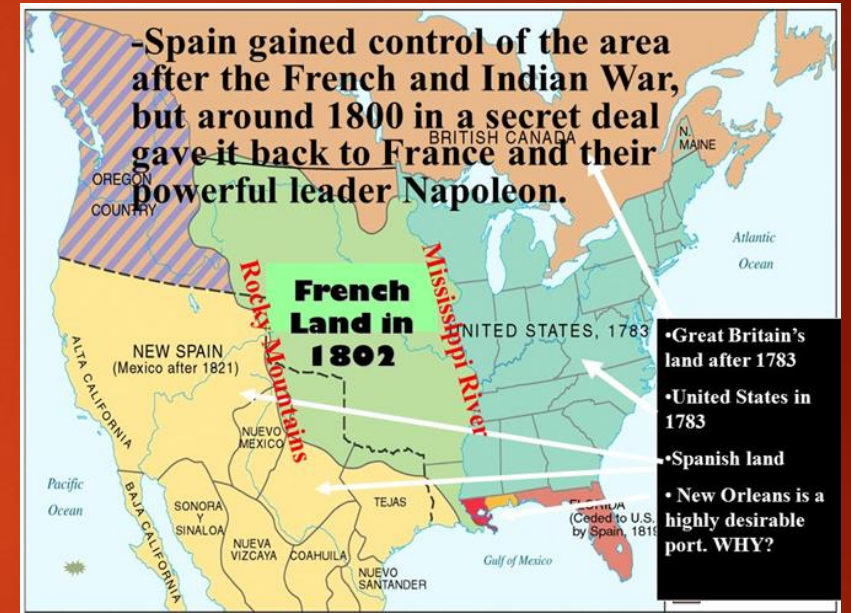 -Spain gained control of the area
after the French and Indian War,
but around 1800 in a secret deal
gave it back to France and their
powerful leader Napoleon.
BRITISH CANADA
N.
MAINE
OREGON
COUNTRY
Atlantic
Ocean
Rocky Mountains
French
Land in
1802
Mississippi River
UNITED STATES, 1783
NEW SPAIN
(Mexico after 1821)
ALTA CALIFORNIA
NUEVO
MEXICO
Pacific
Ocean
BAJA CALIFORNIA
SONORA
Y
SINALOA
NUEVA
VIZCAYA
COAHUILA
TEJAS
NUEVO
SANTANDER
Gulf of Mexico
FLORIDA
(Ceded to U.S.
by Spain, 1819
•Great Britain's
land after 1783
•United States in
1783
•Spanish land
• New Orleans is a
highly desirable
port. WHY?